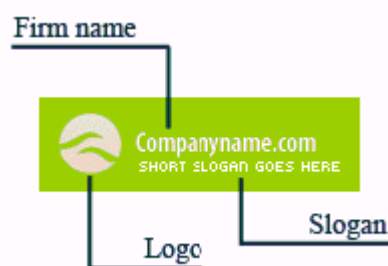 Firm name
Companyname.com
SHORT SLOGAN GOES HERE
Slogan
Logo